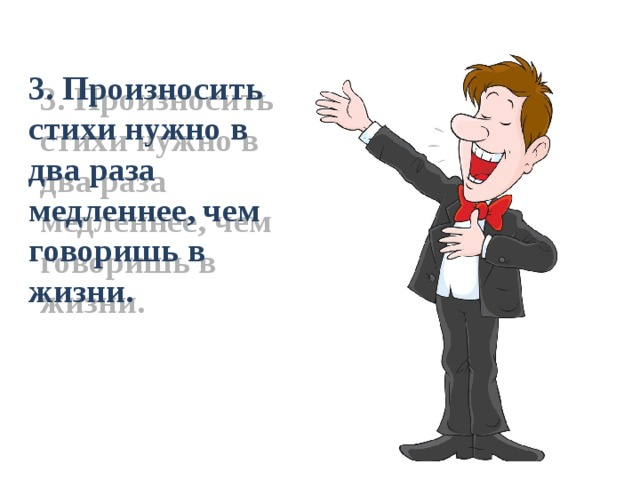 3. Произносить
стихи нужно в
два раза
медленнее, чем
говоришь в
жизни.